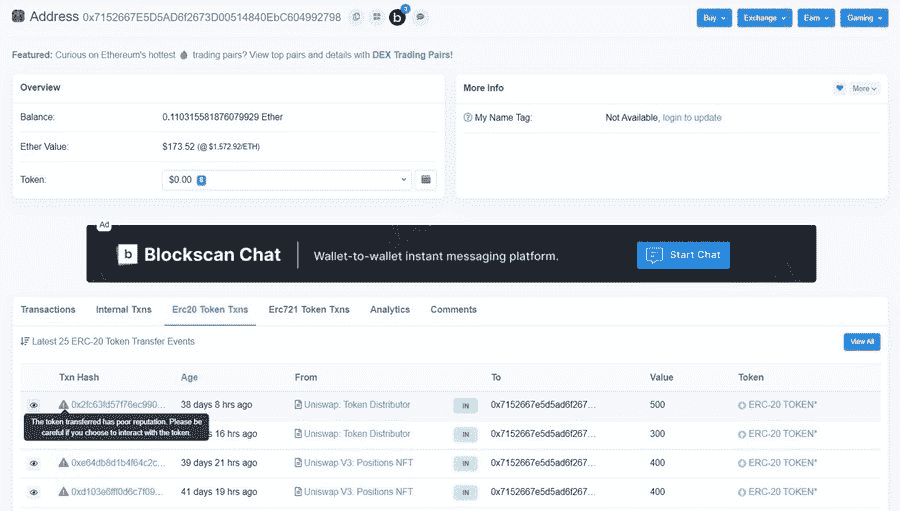 Address 0x7152667E5D5AD6f2673D00514840EbC604992798
b 3
Buy Exchange Earn Gaming
Featured: Curious on Ethereum's hottest trading pairs? View top pairs and details with DEX Trading Pairs!
Overview
Balance: 0.110315581876079929 Ether
Ether Value: $173.52 (@ $1,572.92/ETH)
Token: $0.00 8
More Info More
My Name Tag: Not Available, login to update
Ad
b Blockscan Chat Wallet-to-wallet instant messaging platform. Start Chat
Transactions Internal Txns Erc20 Token Txns Erc721 Token Txns Analytics Comments
Latest 25 ERC-20 Token Transfer Events View All
Txn Hash Age From To Value Token
0x2fc63fd57f76ec990... 38 days 8 hrs ago Uniswap: Token Distributor IN 0x7152667e5d5ad6f267... 500 ERC-20 TOKEN*
The token transferred has poor reputation. Please be
careful if you choose to interact with the token.
16 hrs ago Uniswap: Token Distributor IN 0x7152667e5d5ad6f267... 300 ERC-20 TOKEN*
0xe64db8d1b4f64c2c... 39 days 21 hrs ago Uniswap V3: Positions NFT IN 0x7152667e5d5ad6f267... 400 ERC-20 TOKEN*
0xd103e6fff0d6c7f09... 41 days 19 hrs ago Uniswap V3: Positions NFT IN 0x7152667e5d5ad6f267... 400 ERC-20 TOKEN*